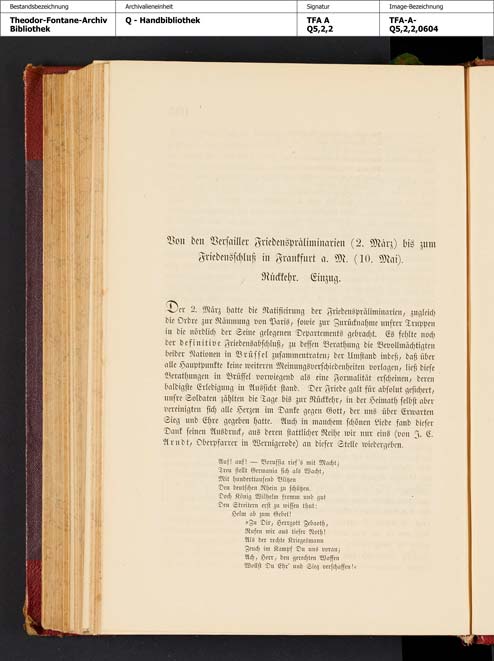 Bestandsbezeichnung
Archivalieneinheit
Signatur
Image-Bezeichnung
Theodor-Fontane-Archiv
Bibliothek
Q - Handbibliothek
TFA A
Q5,2,2
TFA-A-
Q5,2,2,0604
Von den Versailler Friedenspräliminarien (2. März) bis zum
Friedensschluß in Frankfurt a. M. (10. Mai).
Rückkehr. Einzug.
Der 2. März hatte die Ratificirung der Friedenspräliminarien, zugleich
die Ordre zur Räumung von Paris, sowie zur Zurücknahme unsrer Truppen
in die nördlich der Seine gelegenen Departements gebracht. Es fehlte noch
der definitive Friedensabschluß, zu dessen Berathung die Bevollmächtigten
beider Nationen in Brüssel zusammentraten; der Umstand indeß, daß über
alle Hauptpunkte keine weiteren Meinungsverschiedenheiten vorlagen, ließ diese
Berathungen in Brüssel vorwiegend als eine Formalität erscheinen, deren
baldigste Erledigung in Aussicht stand. Der Friede galt für absolut gesichert,
unsre Soldaten zählten die Tage bis zur Rückkehr, in der Heimath selbst aber
vereinigten sich alle Herzen im Danke gegen Gott, der uns über Erwarten
Sieg und Ehre gegeben hatte. Auch in manchem schönen Liede fand dieser
Dank seinen Ausdruck, aus deren stattlicher Reihe wir nur eins (von J. E.
Arndt, Oberpfarrer in Wernigerode) an dieser Stelle wiedergeben.
Auf! auf! — Borussia rief's mit Macht;
Treu stellt Germania sich als Wacht,
Mit hunderttausend Blitzen
Den deutschen Rhein zu schützen.
Doch König Wilhelm fromm und gut
Den Streitern erst zu wissen thut:
Helm ab zum Gebet!
»Zu Dir, Herrgott Zebaoth,
Rufen wir aus tiefer Noth!
Als der rechte Kriegesmann
Zeuch im Kampf Du uns voran;
Ach, Herr, den gerechten Waffen
Wollst Du Ehr' und Sieg verschaffen!«